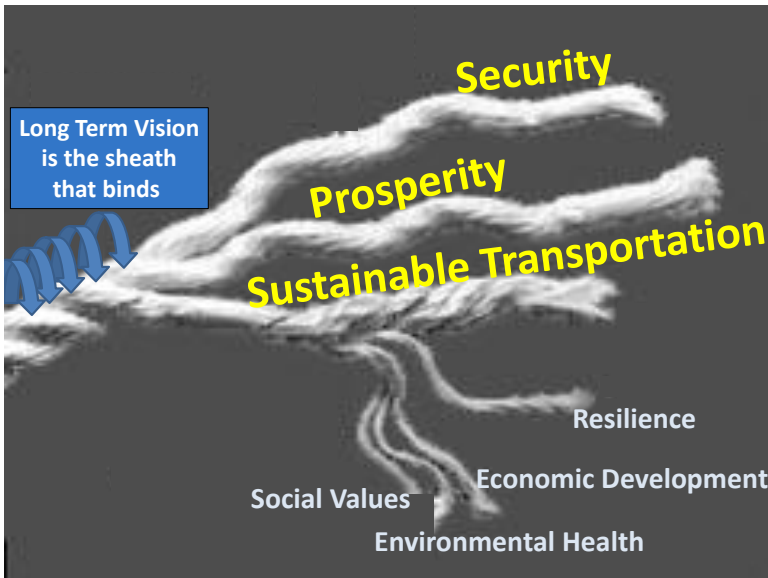 Security
Long Term Vision
is the sheath
that binds
Prosperity
Sustainable Transportation
Resilience
Economic Development
Social Values
Environmental Health